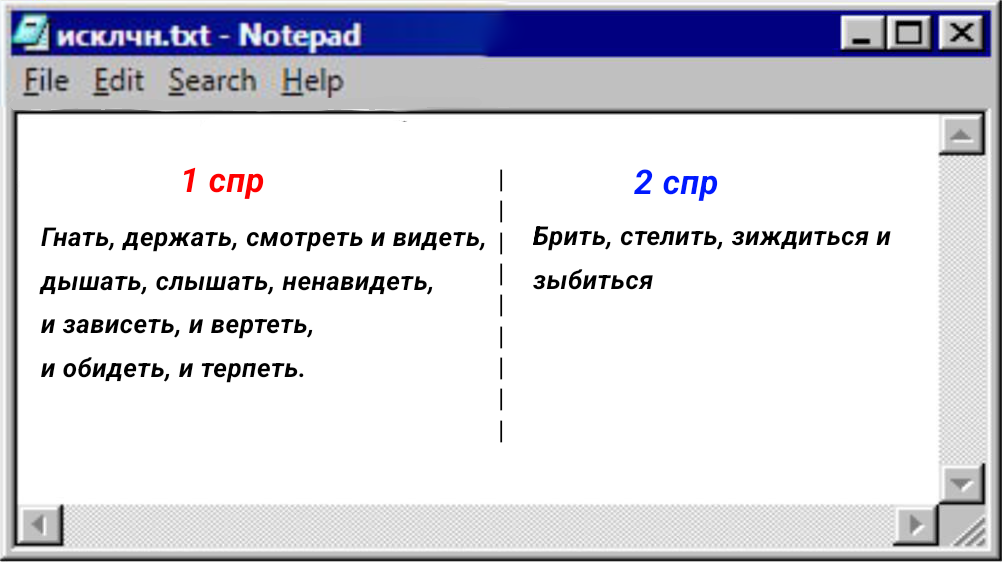 исклчн.txt - Notepad
File Edit Search Help
1 спр
Гнать, держать, смотреть и видеть,
дышать, слышать, ненавидеть,
и зависеть, и вертеть,
и обидеть, и терпеть.
2 спр
Брить, стелить, зиждиться и
зыбиться